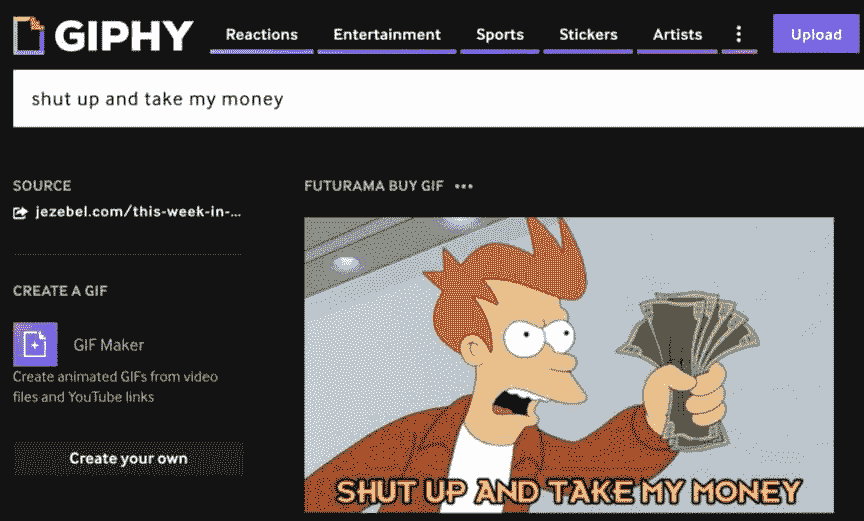 GIPHY
Reactions Entertainment Sports Stickers Artists
Upload
shut up and take my money
SOURCE
jezebel.com/this-week-in-...
CREATE A GIF
GIF Maker
Create animated GIFs from video
files and YouTube links
Create your own
FUTURAMA BUY GIF
SHUT UP AND TAKE MY MONEY